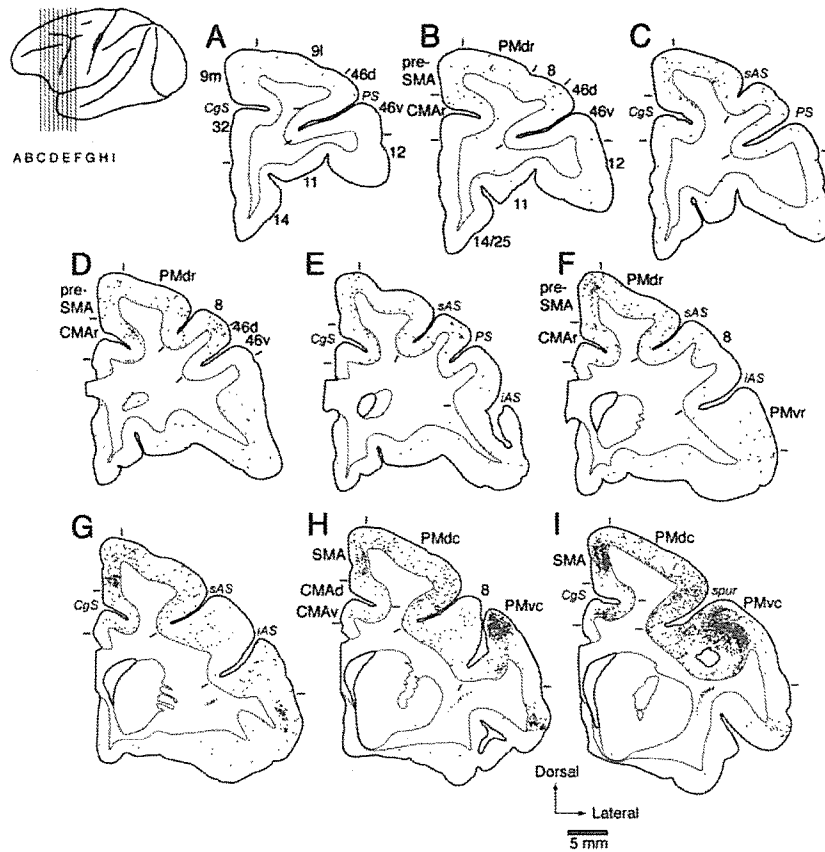 A B C D E F G H I
A
9m
9l
46d
PS
46v
CgS
32
12
11
14
B
PMdr
pre-
SMA
8
46d
46v
CMAr
12
11
14/25
C
sAS
CgS
PS
D
PMdr
pre-
SMA
8
46d
46v
CMAr
E
sAS
PS
CgS
iAS
F
PMdr
pre-
SMA
sAS
8
CMAr
iAS
PMvr
G
sAS
CgS
iAS
H
PMdc
SMA
CMAd
8
PMvc
CMAv
I
PMdc
SMA
CgS
spur
PMvc
Dorsal
Lateral
5 mm